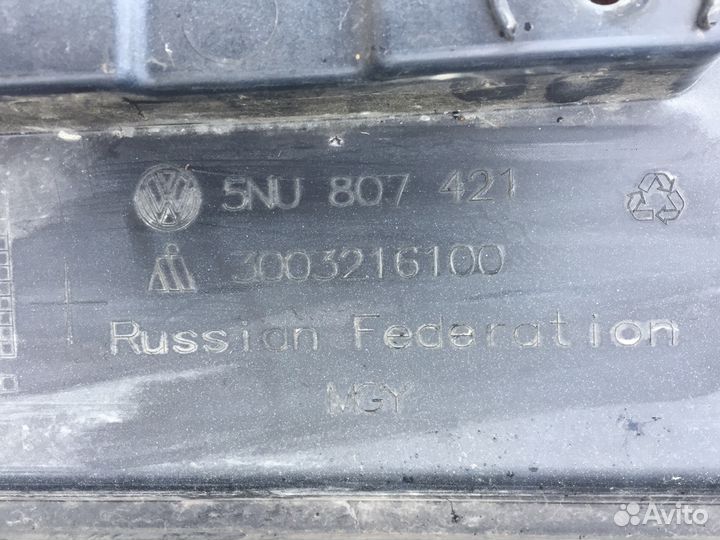 5NU 807 421
3003216100
Russian Federation
MGY
Avito